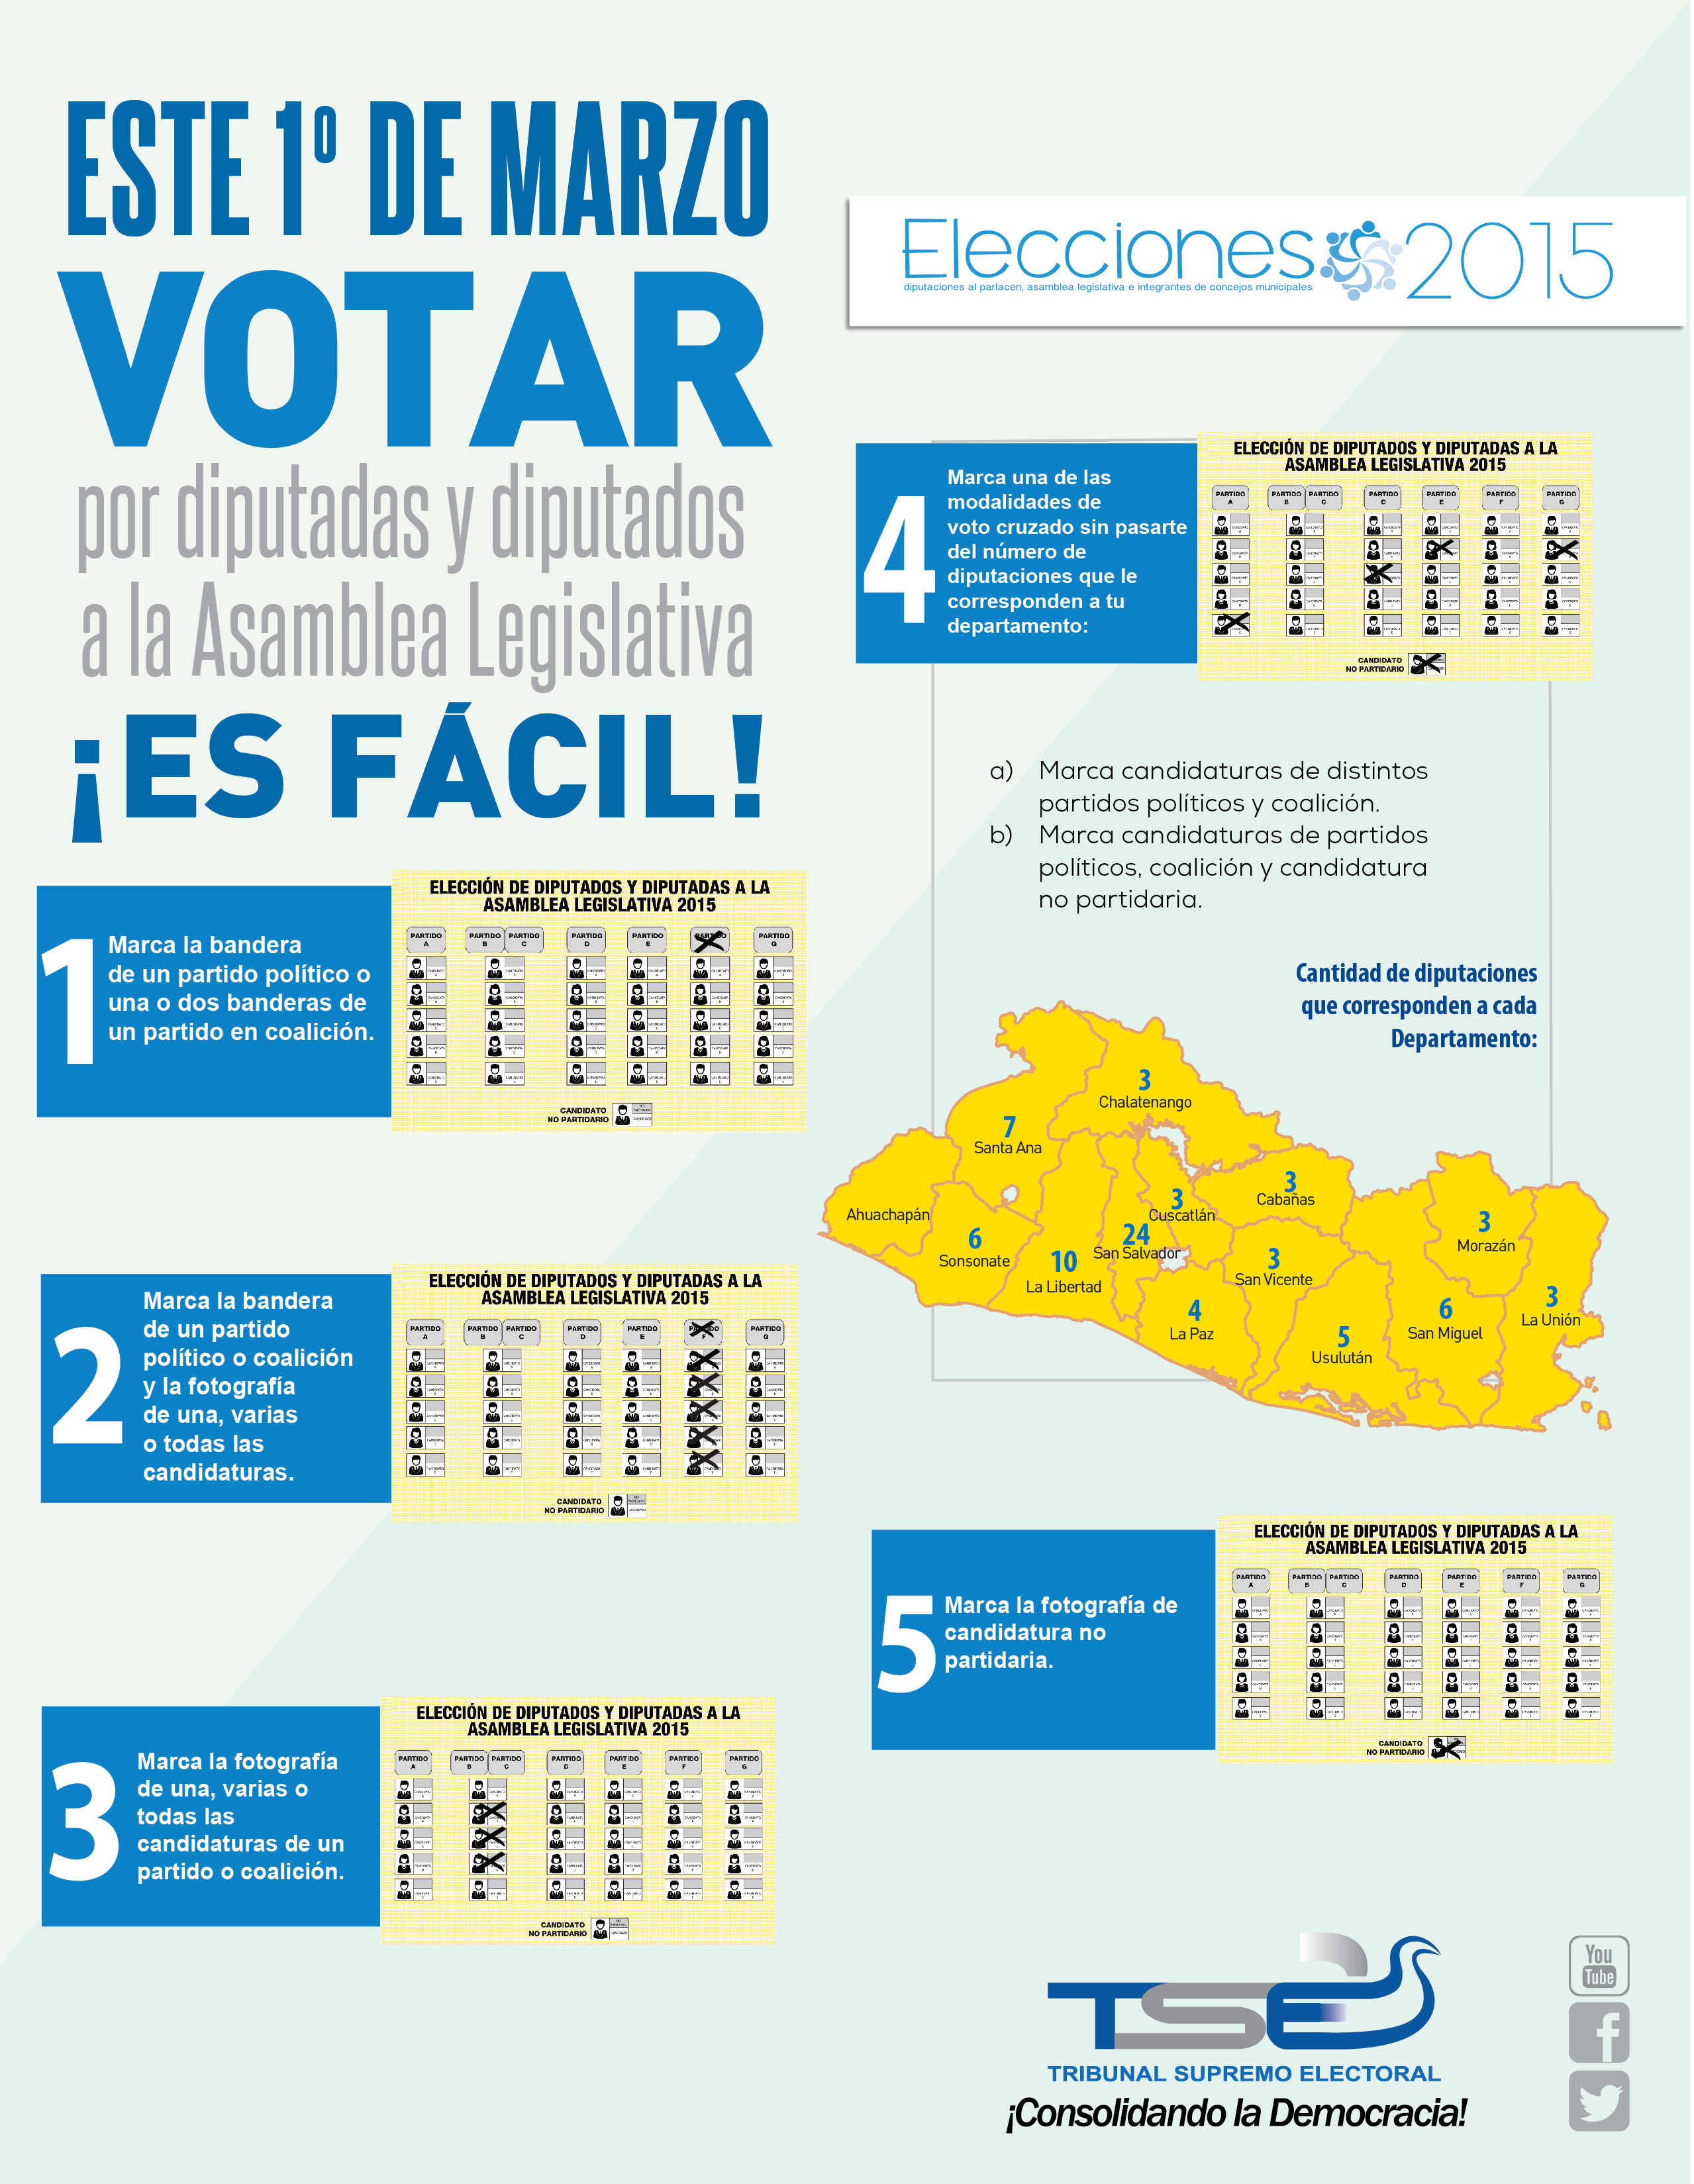 ESTE 1º DE MARZO
VOTAR
por diputadas y diputados
a la Asamblea Legislativa
¡ES FÁCIL!
Elecciones 2015
diputaciones al parlacen, asamblea legislativa e integrantes de concejos municipales
1
Marca la bandera
de un partido político o
una o dos banderas de
un partido en coalición.
ELECCIÓN DE DIPUTADOS Y DIPUTADAS A LA
ASAMBLEA LEGISLATIVA 2015
PARTIDO A PARTIDO B PARTIDO C PARTIDO D PARTIDO E PARTIDO PARTIDO G
CANDIDATO
NO PARTIDARIO
2
Marca la bandera
de un partido
político o coalición
y la fotografía
de una, varias
o todas las
candidaturas.
ELECCIÓN DE DIPUTADOS Y DIPUTADAS A LA
ASAMBLEA LEGISLATIVA 2015
PARTIDO A PARTIDO B PARTIDO C PARTIDO D PARTIDO E PARTIDO F PARTIDO G
CANDIDATO
NO PARTIDARIO
3
Marca la fotografía
de una, varias o
todas las
candidaturas de un
partido o coalición.
ELECCIÓN DE DIPUTADOS Y DIPUTADAS A LA
ASAMBLEA LEGISLATIVA 2015
PARTIDO A PARTIDO B PARTIDO C PARTIDO D PARTIDO E PARTIDO F PARTIDO G
CANDIDATO
NO PARTIDARIO
4
Marca una de las
modalidades de
voto cruzado sin pasarte
del número de
diputaciones que le
corresponden a tu
departamento:
ELECCIÓN DE DIPUTADOS Y DIPUTADAS A LA
ASAMBLEA LEGISLATIVA 2015
PARTIDO A PARTIDO B PARTIDO C PARTIDO D PARTIDO E PARTIDO F PARTIDO G
CANDIDATO
NO PARTIDARIO
a) Marca candidaturas de distintos
partidos políticos y coalición.
b) Marca candidaturas de partidos
políticos, coalición y candidatura
no partidaria.
Cantidad de diputaciones
que corresponden a cada
Departamento:
3
Chalatenango
7
Santa Ana
3
Cabañas
3
Cuscatlán
Ahuachapán
6
Sonsonate
24
San Salvador
10
La Libertad
3
San Vicente
3
Morazán
4
La Paz
5
Usulután
6
San Miguel
3
La Unión
5
Marca la fotografía de
candidatura no
partidaria.
ELECCIÓN DE DIPUTADOS Y DIPUTADAS A LA
ASAMBLEA LEGISLATIVA 2015
PARTIDO A PARTIDO B PARTIDO C PARTIDO D PARTIDO E PARTIDO F PARTIDO G
CANDIDATO
NO PARTIDARIO
TSE
TRIBUNAL SUPREMO ELECTORAL
¡Consolidando la Democracia!
You
Tube